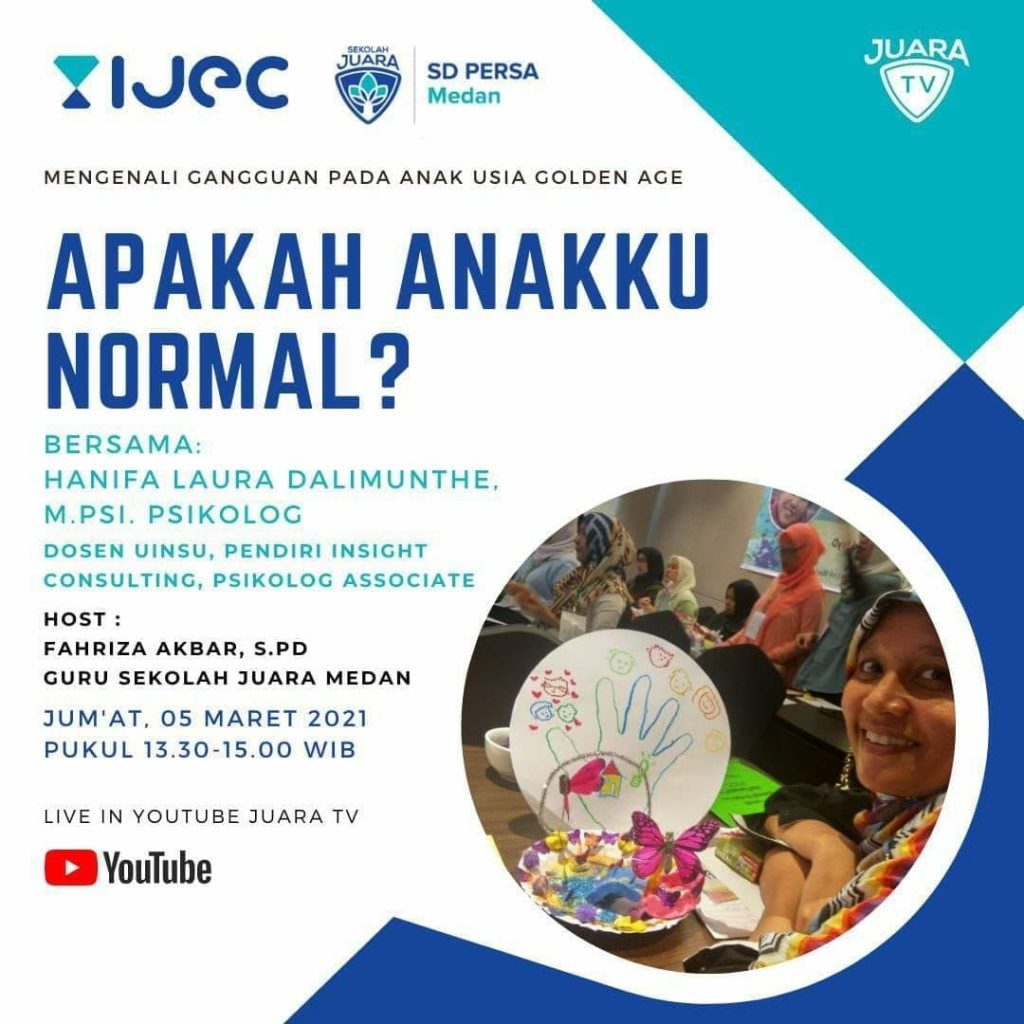 IJEC
SEKOLAH
JUARA
SD PERSA
Medan
JUARA
TV
MENGENALI GANGGUAN PADA ANAK USIA GOLDEN AGE
APAKAH ANAKKU
NORMAL?
BERSAMA:
HANIFA LAURA DALIMUNTHE,
M.PSI. PSIKOLOG
DOSEN UINSU, PENDIRI INSIGHT
CONSULTING, PSIKOLOG ASSOCIATE
HOST :
FAHRIZA AKBAR, S.PD
GURU SEKOLAH JUARA MEDAN
JUM'AT, 05 MARET 2021
PUKUL 13.30-15.00 WIB
LIVE IN YOUTUBE JUARA TV
YouTube